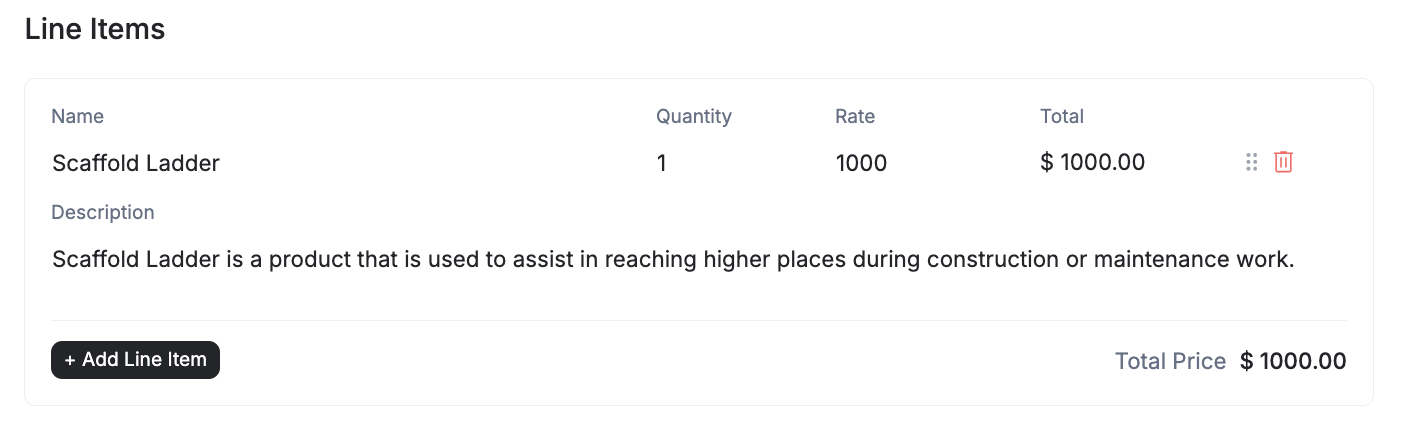 Line Items
Name Quantity Rate Total
Scaffold Ladder 1 1000 $ 1000.00
Description
Scaffold Ladder is a product that is used to assist in reaching higher places during construction or maintenance work.
+ Add Line Item Total Price $ 1000.00